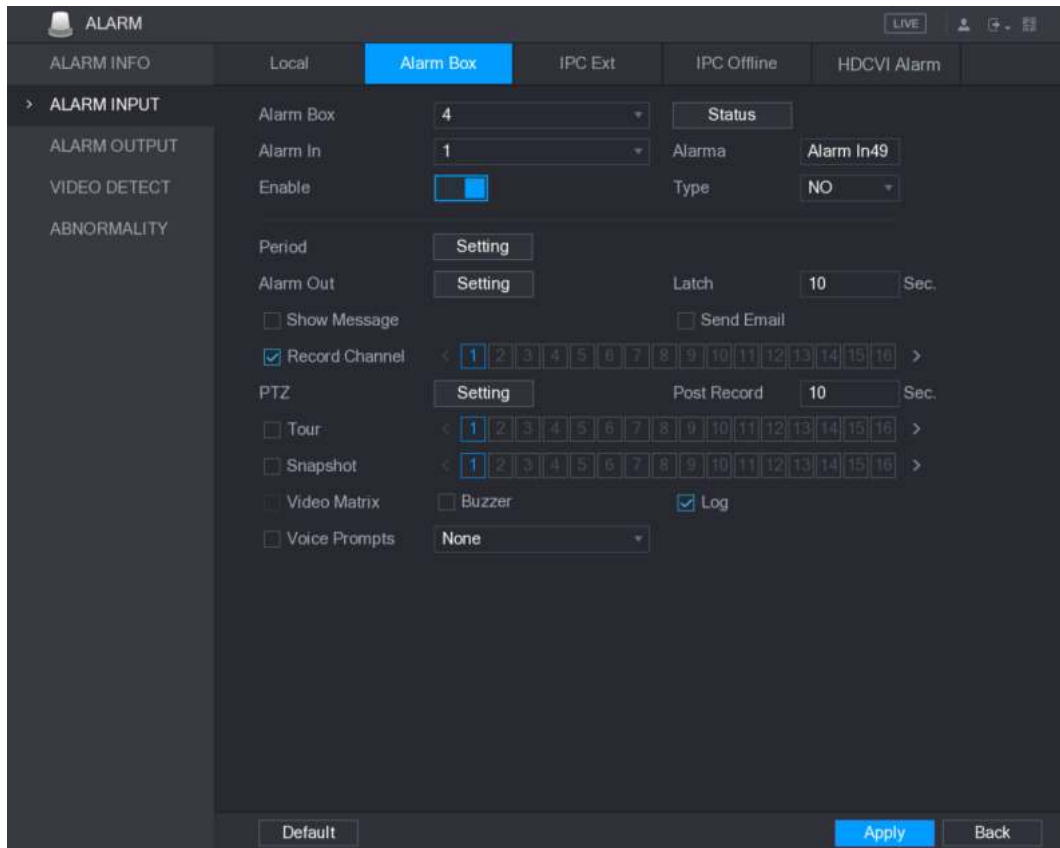 ALARM LIVE
ALARM INFO
ALARM INPUT
ALARM OUTPUT
VIDEO DETECT
ABNORMALITY
Local Alarm Box IPC Ext IPC Offline HDCVI Alarm
Alarm Box 4 Status
Alarm In 1 Alarma Alarm In49
Enable Type NO
Period Setting
Alarm Out Setting Latch 10 Sec.
Show Message Send Email
Record Channel < 1 2 3 4 5 6 7 8 9 10 11 12 13 14 15 16 >
PTZ Setting Post Record 10 Sec.
Tour < 1 2 3 4 5 6 7 8 9 10 11 12 13 14 15 16 >
Snapshot < 1 2 3 4 5 6 7 8 9 10 11 12 13 14 15 16 >
Video Matrix Buzzer Log
Voice Prompts None
Default Apply Back